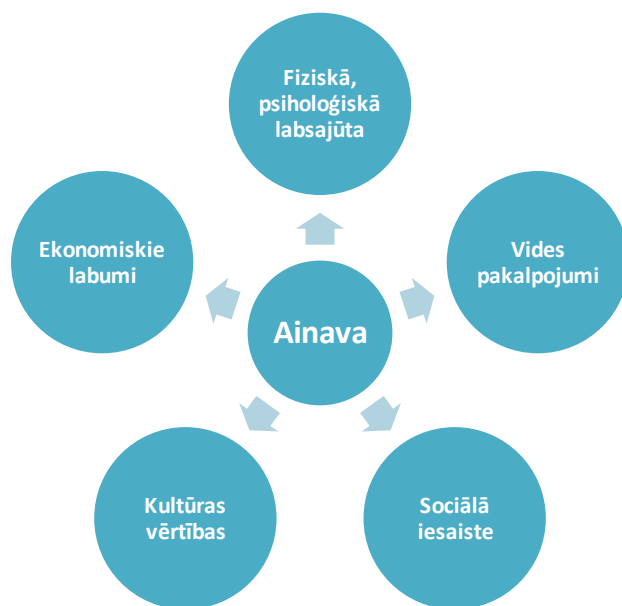 Fiziskā,
psiholoģiskā
labsajūta
Ekonomiskie
labumi
Vides
pakalpojumi
Ainava
Kultūras
vērtības
Sociālā
iesaiste